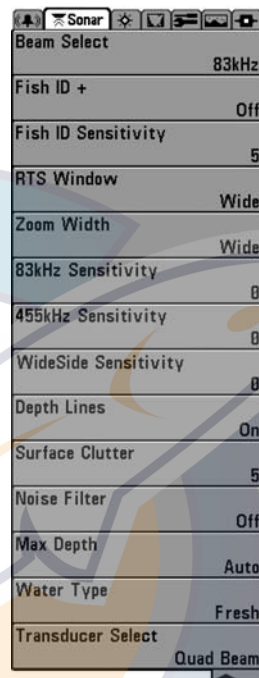 Sonar
Beam Select
83kHz
Fish ID +
Off
Fish ID Sensitivity
5
RTS Window
Wide
Zoom Width
Wide
83kHz Sensitivity
0
455kHz Sensitivity
0
WideSide Sensitivity
0
Depth Lines
On
Surface Clutter
5
Noise Filter
Off
Max Depth
Auto
Water Type
Fresh
Transducer Select
Quad Beam